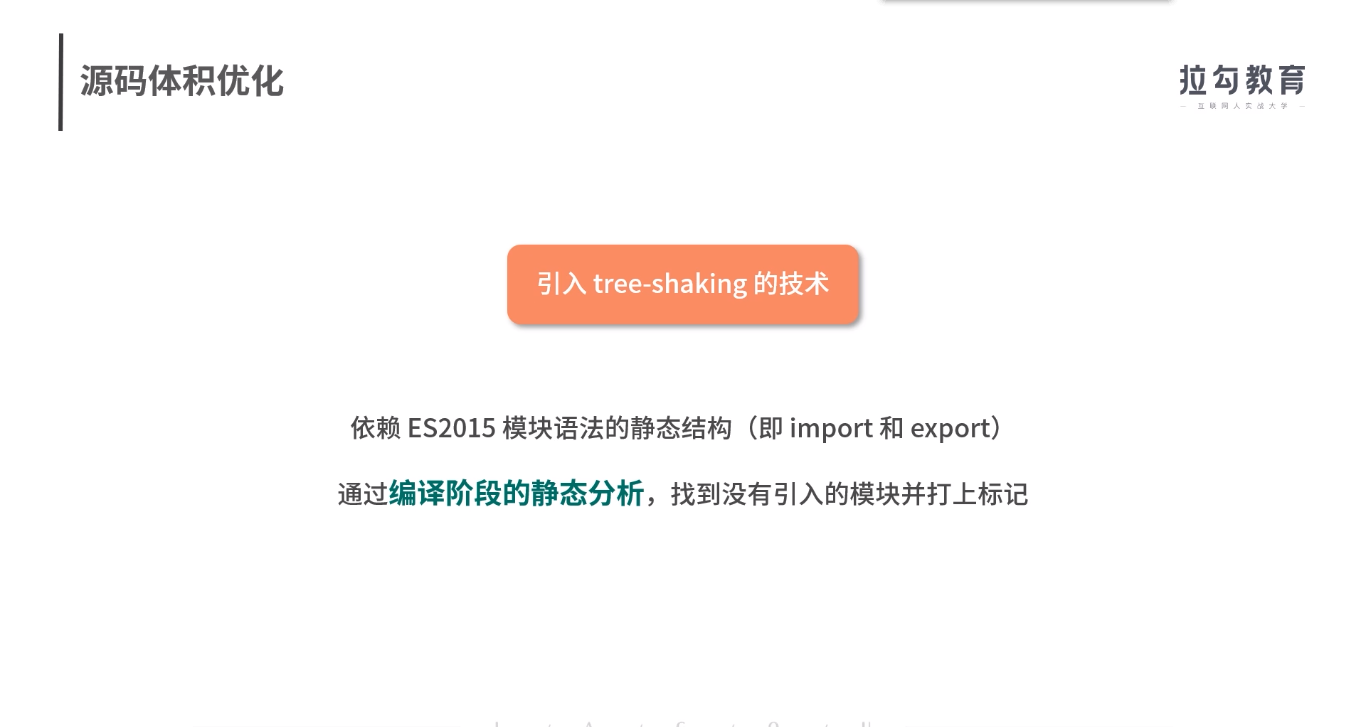 源码体积优化
拉勾教育
— 互联网人实战大学 —
引入 tree-shaking 的技术
依赖 ES2015 模块语法的静态结构（即 import 和 export）
通过编译阶段的静态分析，找到没有引入的模块并打上标记